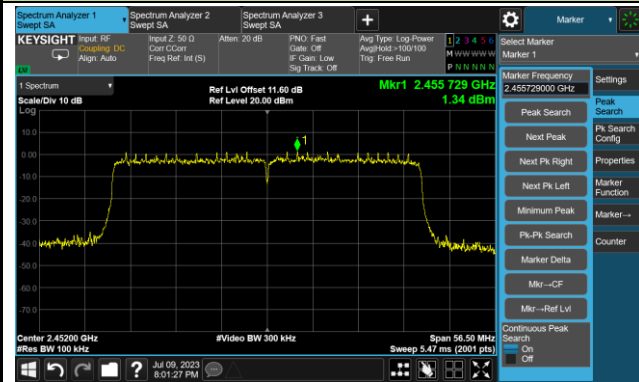 Spectrum Analyzer 1
Swept SA
Spectrum Analyzer 2
Swept SA
Spectrum Analyzer 3
Swept SA
+
Marker
KEYSIGHT
Input: RF
Coupling: DC
Align: Auto
Input Z: 50 Ω
Corr CCorr
Freq Ref: Int (S)
Atten: 20 dB
PNO: Fast
Gate: Off
IF Gain: Low
Sig Track: Off
Avg Type: Log-Power
Avg|Hold:>100/100
Trig: Free Run
1 2 3 4 5 6
M W W W W W
P N N N N N
Select Marker
Marker 1
1 Spectrum
Scale/Div 10 dB
Log
Ref Lvl Offset 11.60 dB
Ref Level 20.00 dBm
Mkr1 2.455 729 GHz
1.34 dBm
10.0
0.00
-10.0
-20.0
-30.0
-40.0
-50.0
-60.0
-70.0
1
Center 2.45200 GHz
#Res BW 100 kHz
#Video BW 300 kHz
Span 56.50 MHz
Sweep 5.47 ms (2001 pts)
Marker Frequency
2.455729000 GHz
Peak Search
Next Peak
Next Pk Right
Next Pk Left
Minimum Peak
Pk-Pk Search
Marker Delta
Mkr→CF
Mkr→Ref Lvl
Continuous Peak
Search
On
Off
Settings
Peak
Search
Pk Search
Config
Properties
Marker
Function
Marker→
Counter
?
Jul 09, 2023
8:01:27 PM